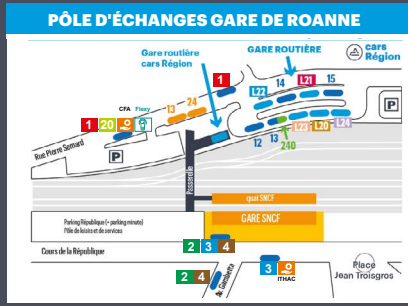 PÔLE D'ÉCHANGES GARE DE ROANNE
Gare routière
cars Région
GARE ROUTIÈRE
cars
Région
1
L21
14
15
L22
CFA
Flexy
13
24
1
20
P
L23
L20
L24
12
13
240
Rue Pierre Semard
P
Passerelle
quai SNCF
GARE SNCF
Parking République (+ parking minute)
Pôle de loisirs et de services
Cours de la République
2
3
4
3
ITHAC
2
4
Av. Gambetta
Place
Jean Troisgros